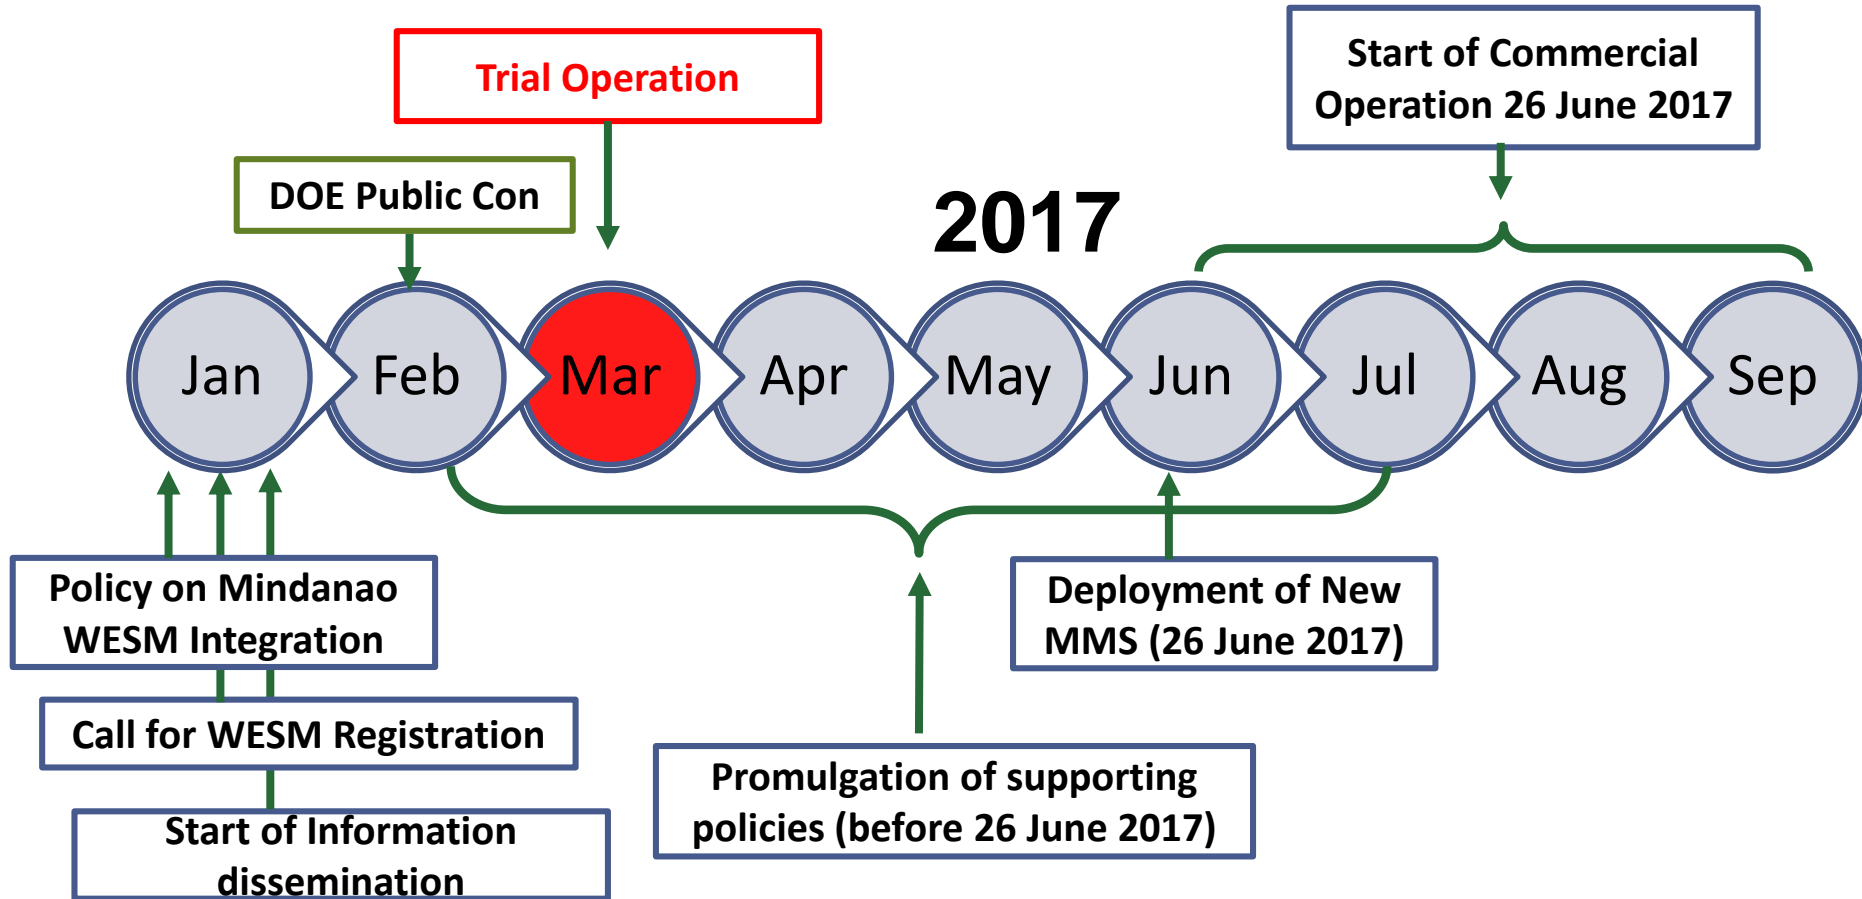 Trial Operation
Start of Commercial
Operation 26 June 2017
DOE Public Con
2017
Jan
Feb
Mar
Apr
May
Jun
Jul
Aug
Sep
Policy on Mindanao
WESM Integration
Call for WESM Registration
Start of Information
dissemination
Promulgation of supporting
policies (before 26 June 2017)
Deployment of New
MMS (26 June 2017)